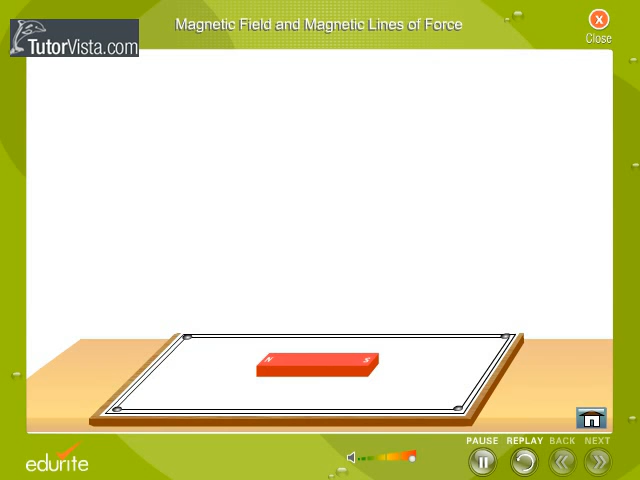 Magnetic Field and Magnetic Lines of Force
X
Close
TutorVista.com
N S
PAUSE REPLAY BACK NEXT
edurite